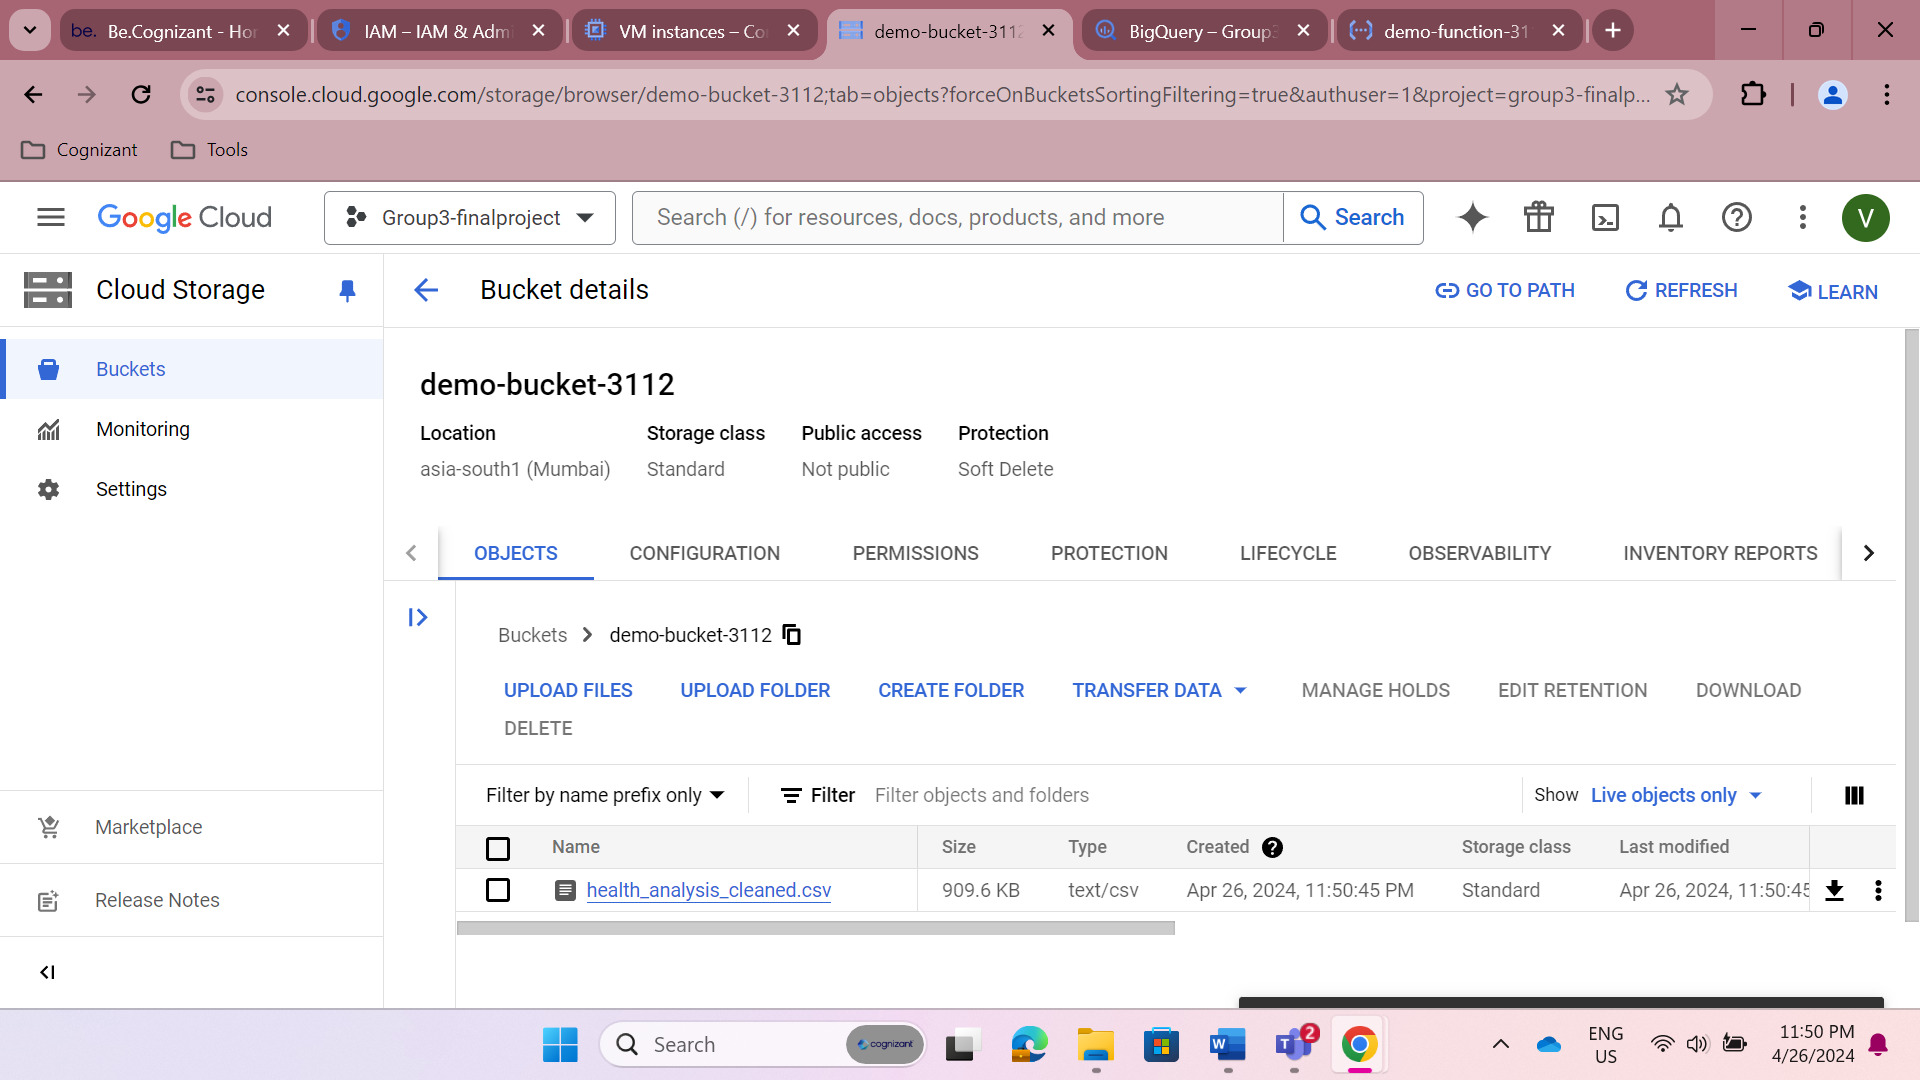 be. Be.Cognizant - Hor
IAM – IAM & Admi
VM instances – Co
demo-bucket-3112
BigQuery – Group3
demo-function-31
console.cloud.google.com/storage/browser/demo-bucket-3112;tab=objects?forceOnBucketsSortingFiltering=true&authuser=1&project=group3-finalp...
Cognizant
Tools
Google Cloud
Group3-finalproject
Search (/) for resources, docs, products, and more
Search
V
Cloud Storage
Bucket details
GO TO PATH
REFRESH
LEARN
Buckets
Monitoring
Settings
Marketplace
Release Notes
demo-bucket-3112
Location Storage class Public access Protection
asia-south1 (Mumbai) Standard Not public Soft Delete
OBJECTS CONFIGURATION PERMISSIONS PROTECTION LIFECYCLE OBSERVABILITY INVENTORY REPORTS
Buckets demo-bucket-3112
UPLOAD FILES UPLOAD FOLDER CREATE FOLDER TRANSFER DATA MANAGE HOLDS EDIT RETENTION DOWNLOAD
DELETE
Filter by name prefix only Filter Filter objects and folders Show Live objects only
Name Size Type Created Storage class Last modified
health_analysis_cleaned.csv 909.6 KB text/csv Apr 26, 2024, 11:50:45 PM Standard Apr 26, 2024, 11:50:45
Search
cognizant
W
T
2
ENG
US
11:50 PM
4/26/2024